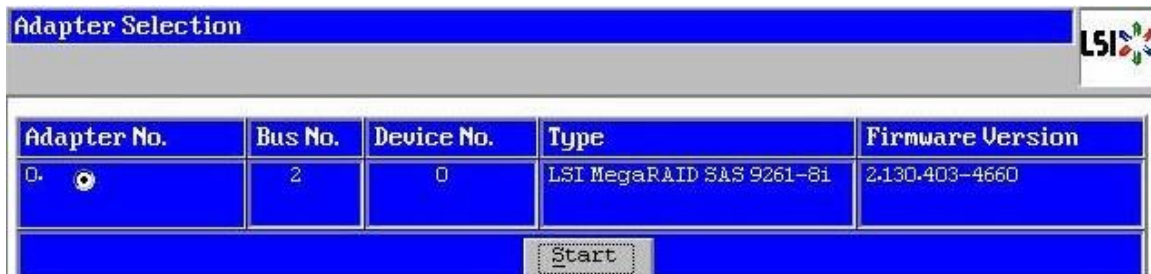 Adapter Selection
LSI
Adapter No. Bus No. Device No. Type Firmware Version
0. 2 0 LSI MegaRAID SAS 9261-8i 2.130.403-4660
Start